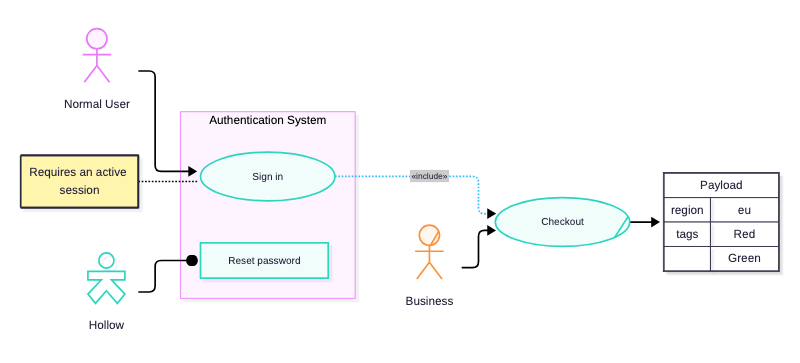 Normal User
Authentication System
Requires an active
session
Sign in
«include»
Reset password
Hollow
Business
Checkout
Payload
region eu
tags Red
Green